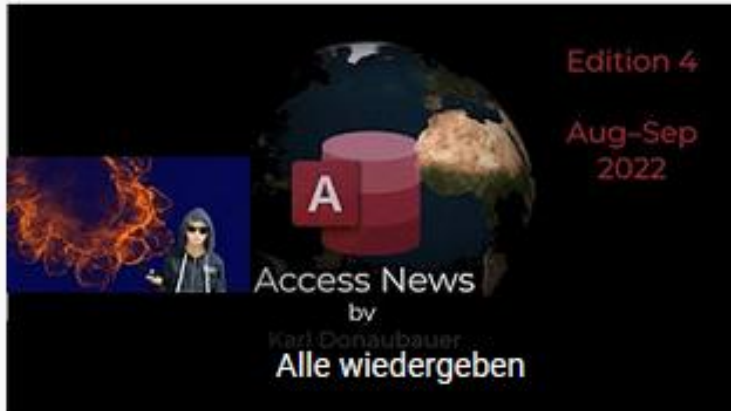 Edition 4
Aug–Sep
2022
A
Access News
by
Karl Donaubauer
Alle wiedergeben